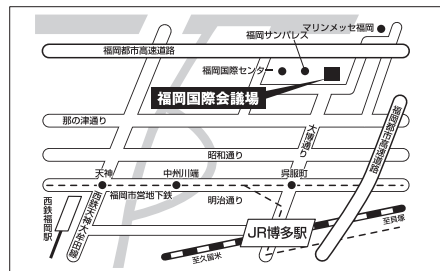 マリンメッセ福岡
福岡サンパレス
福岡都市高速道路
福岡国際センター
福岡国際会議場
那の津通り
大博通り
福岡都市高速道路
昭和通り
天神
中州川端
呉服町
福岡市営地下鉄
明治通り
西鉄福岡駅
西鉄天神大牟田線
JR博多駅
至貝塚
至久留米